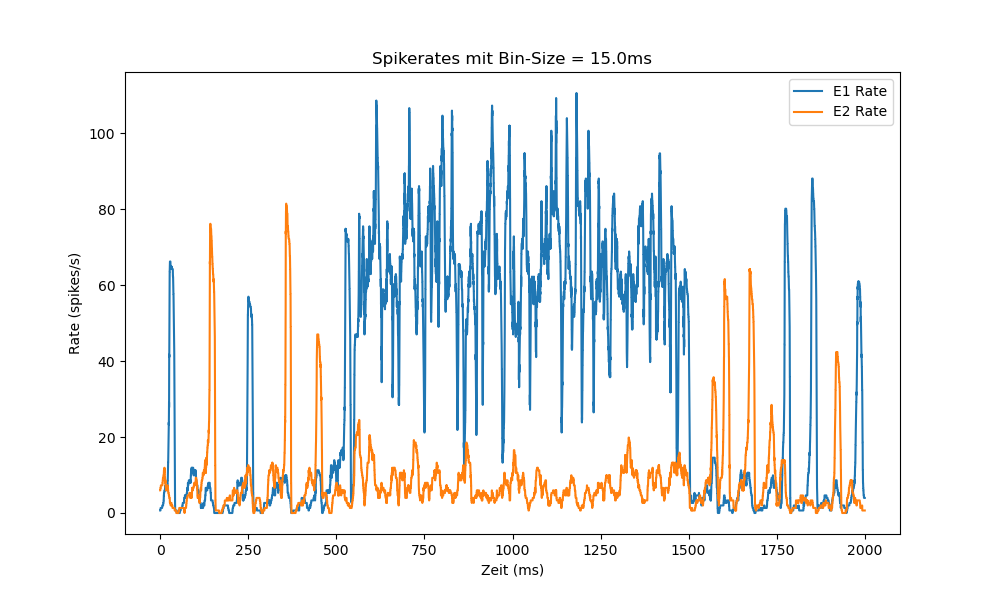 Spikerates mit Bin-Size = 15.0ms
E1 Rate
E2 Rate
Rate (spikes/s)
100
80
60
40
20
0
0 250 500 750 1000 1250 1500 1750 2000
Zeit (ms)